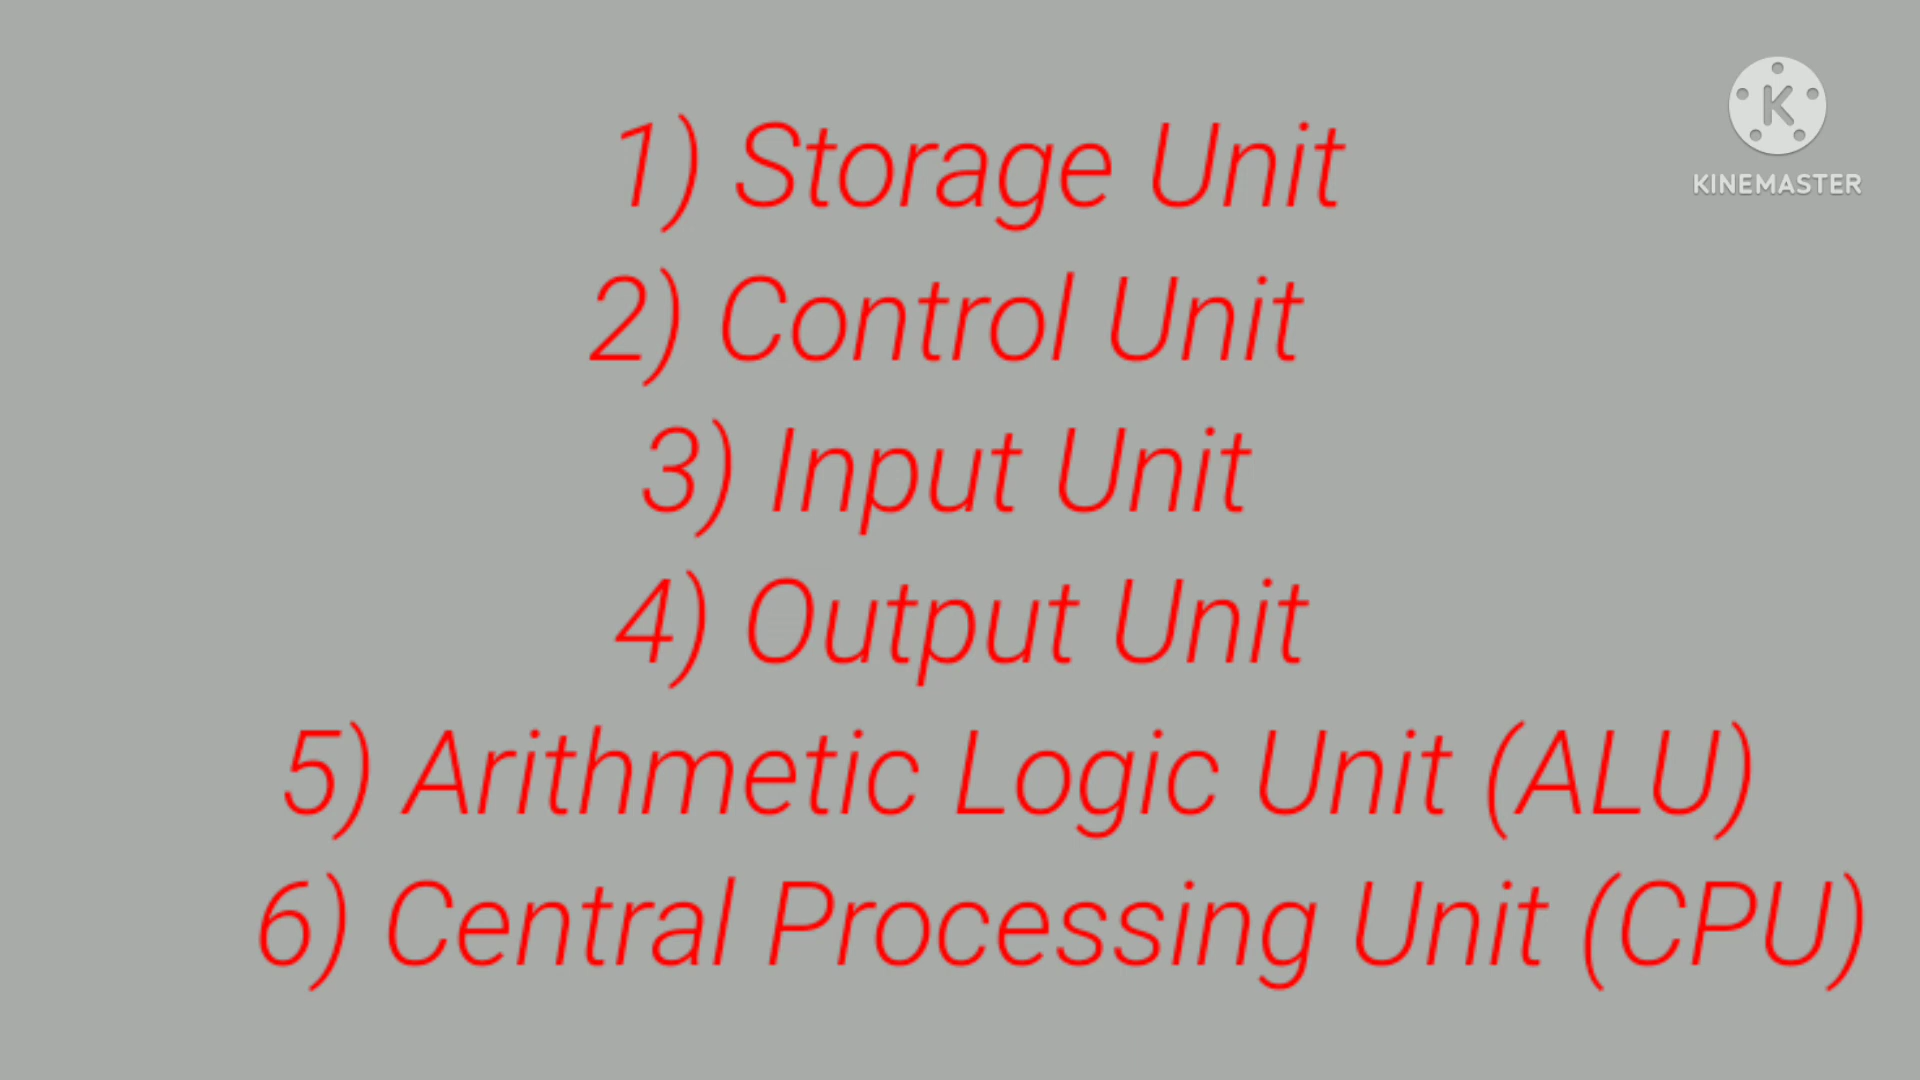 1) Storage Unit
K
KINEMASTER
2) Control Unit
3) Input Unit
4) Output Unit
5) Arithmetic Logic Unit (ALU)
6) Central Processing Unit (CPU)